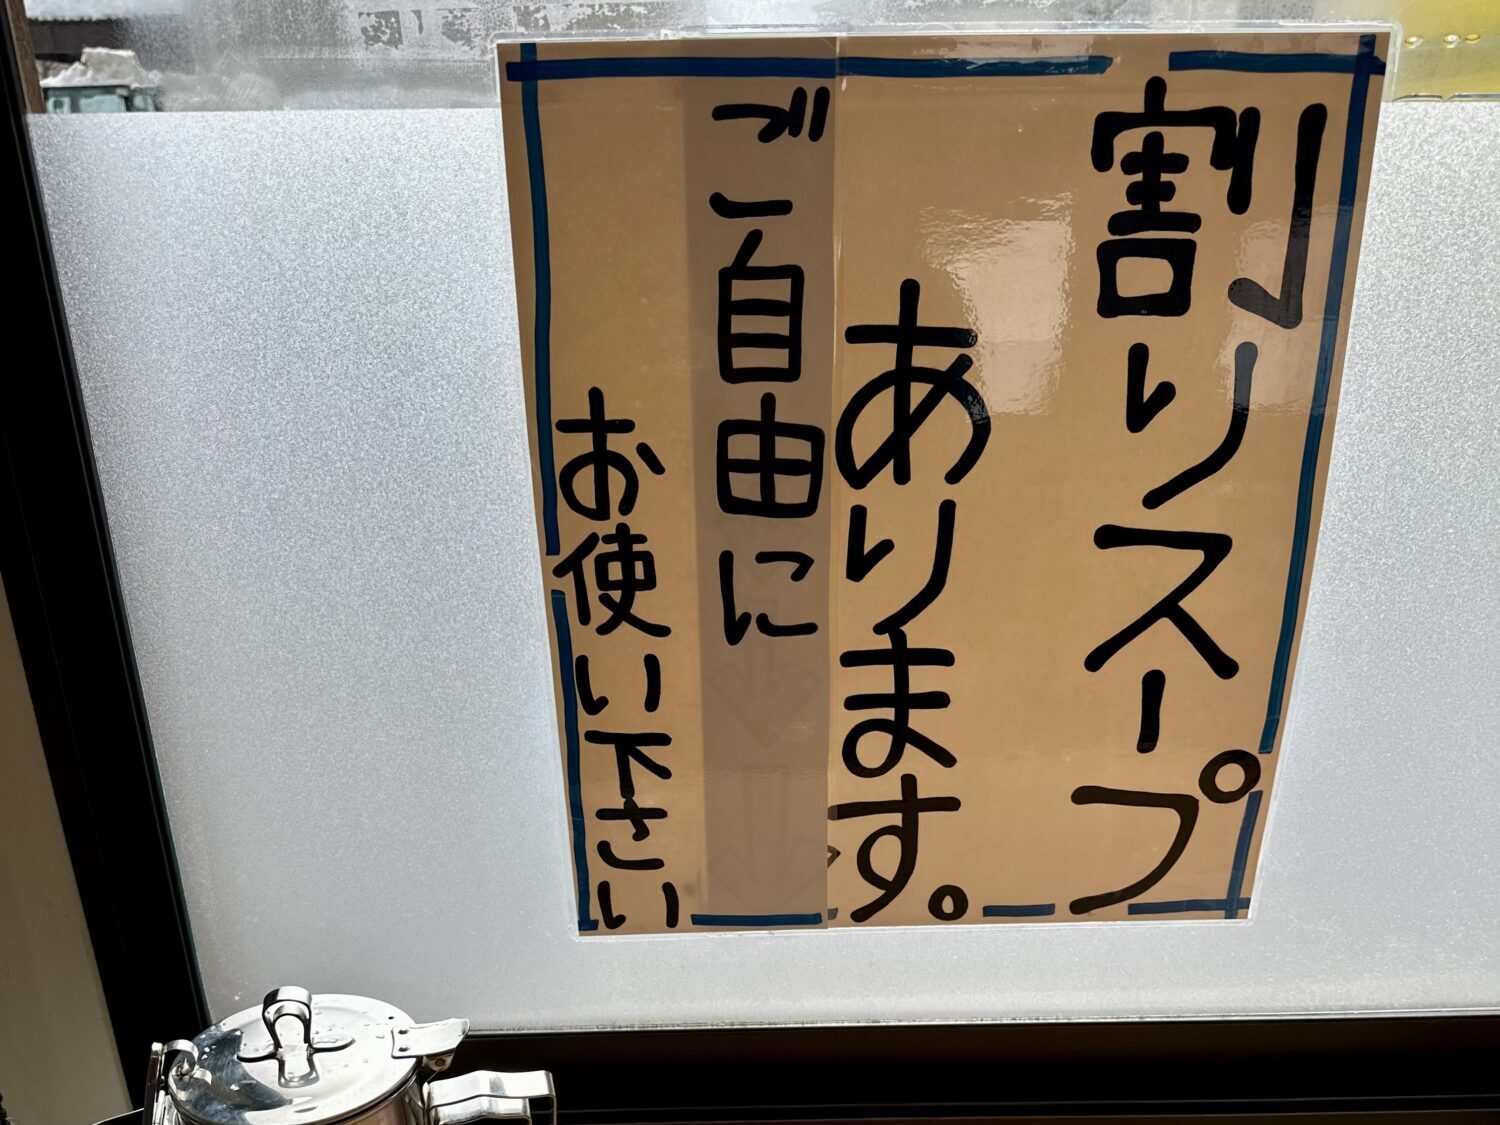 割りスープ
あります。
ご自由に
お使い下さい